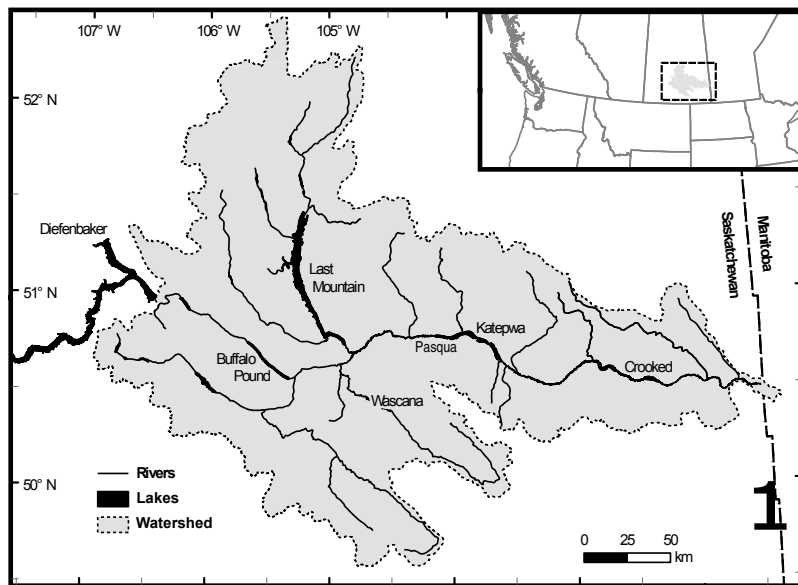 107° W
106° W
105° W
52° N
Diefenbaker
Manitoba
Saskatchewan
Last
Mountain
51° N
Katepwa
Pasqua
Buffalo
Pound
Crooked
Wascana
50° N
Rivers
Lakes
Watershed
1
0 25 50
km